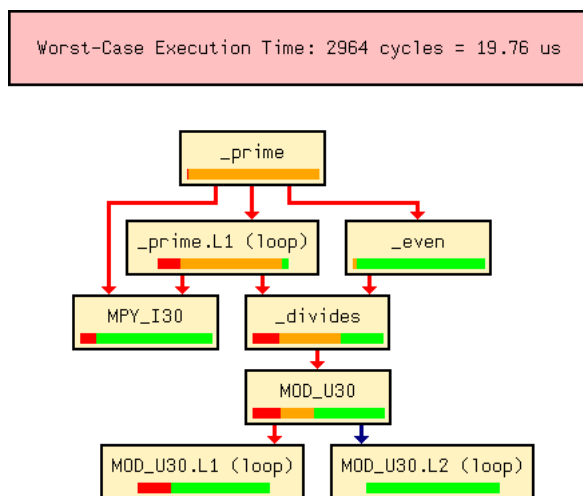 Worst-Case Execution Time: 2964 cycles = 19.76 us
_prime
_prime.L1 (loop)
_even
MPY_I30
_divides
MOD_U30
MOD_U30.L1 (loop)
MOD_U30.L2 (loop)